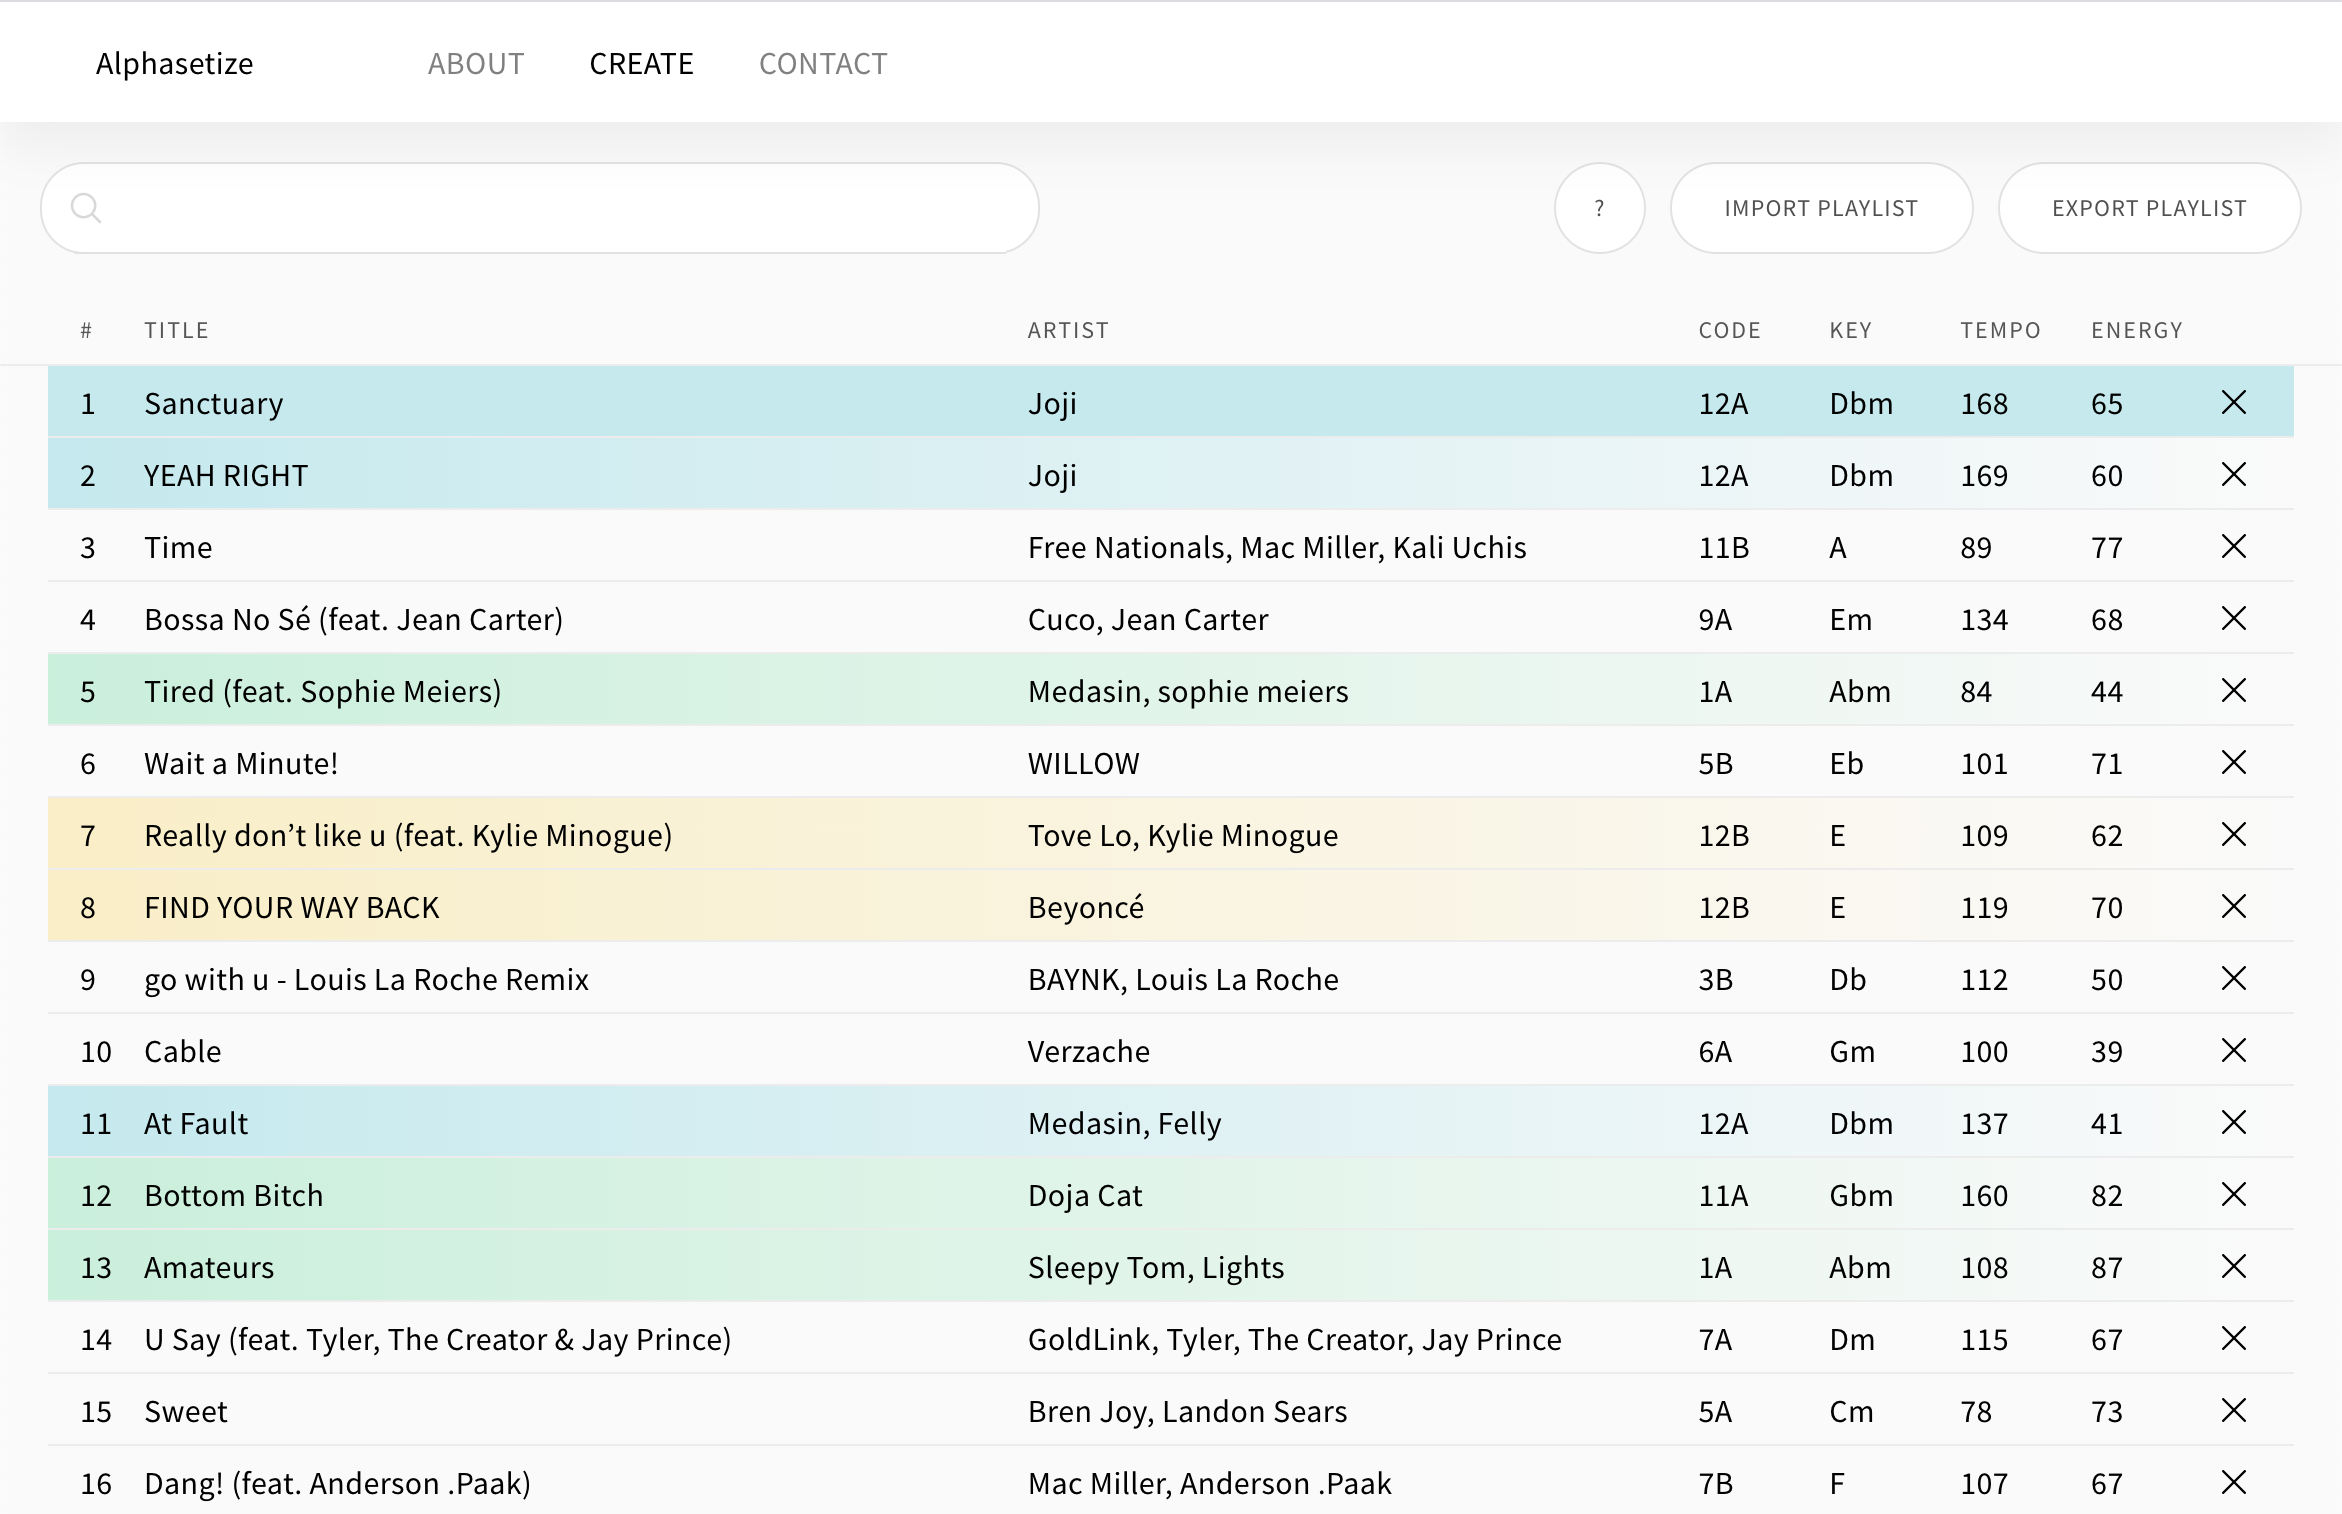 Alphasetize ABOUT CREATE CONTACT
? IMPORT PLAYLIST EXPORT PLAYLIST
# TITLE ARTIST CODE KEY TEMPO ENERGY
1 Sanctuary Joji 12A Dbm 168 65
2 YEAH RIGHT Joji 12A Dbm 169 60
3 Time Free Nationals, Mac Miller, Kali Uchis 11B A 89 77
4 Bossa No Sé (feat. Jean Carter) Cuco, Jean Carter 9A Em 134 68
5 Tired (feat. Sophie Meiers) Medasin, sophie meiers 1A Abm 84 44
6 Wait a Minute! WILLOW 5B Eb 101 71
7 Really don’t like u (feat. Kylie Minogue) Tove Lo, Kylie Minogue 12B E 109 62
8 FIND YOUR WAY BACK Beyoncé 12B E 119 70
9 go with u - Louis La Roche Remix BAYNK, Louis La Roche 3B Db 112 50
10 Cable Verzache 6A Gm 100 39
11 At Fault Medasin, Felly 12A Dbm 137 41
12 Bottom Bitch Doja Cat 11A Gbm 160 82
13 Amateurs Sleepy Tom, Lights 1A Abm 108 87
14 U Say (feat. Tyler, The Creator & Jay Prince) GoldLink, Tyler, The Creator, Jay Prince 7A Dm 115 67
15 Sweet Bren Joy, Landon Sears 5A Cm 78 73
16 Dang! (feat. Anderson .Paak) Mac Miller, Anderson .Paak 7B F 107 67